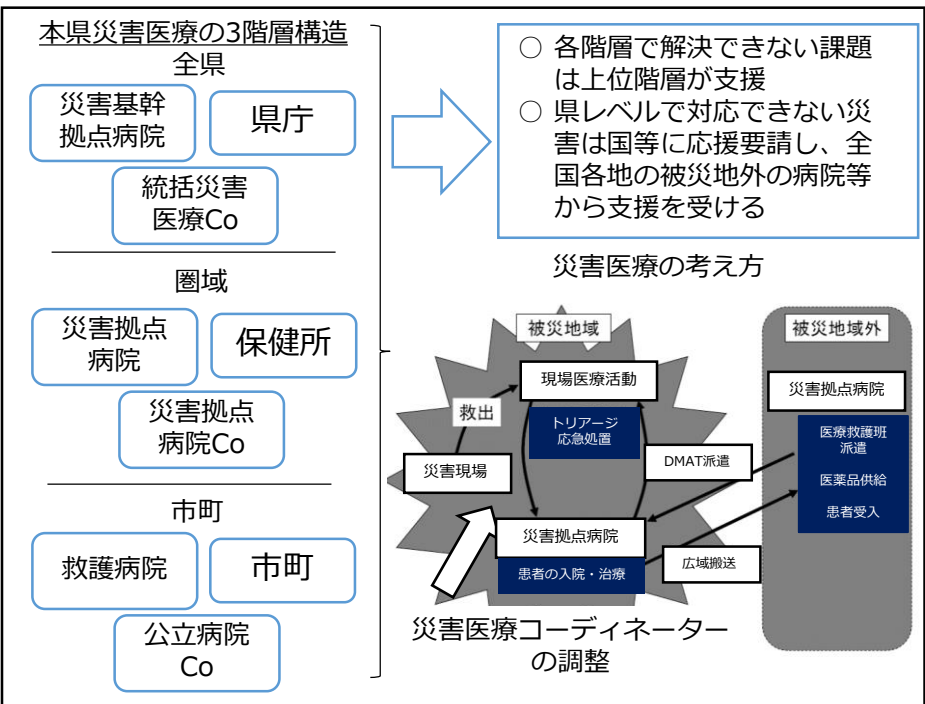 本県災害医療の3階層構造
全県
災害基幹
拠点病院
県庁
統括災害
医療Co
圏域
災害拠点
病院
保健所
災害拠点
病院Co
市町
救護病院
市町
公立病院
Co
○ 各階層で解決できない課題
は上位階層が支援
○ 県レベルで対応できない災
害は国等に応援要請し、全
国各地の被災地外の病院等
から支援を受ける
災害医療の考え方
被災地域
現場医療活動
救出
トリアージ
応急処置
災害現場
DMAT派遣
災害拠点病院
患者の入院・治療
広域搬送
被災地域外
災害拠点病院
医療救護班
派遣
医薬品供給
患者受入
災害医療コーディネーター
の調整